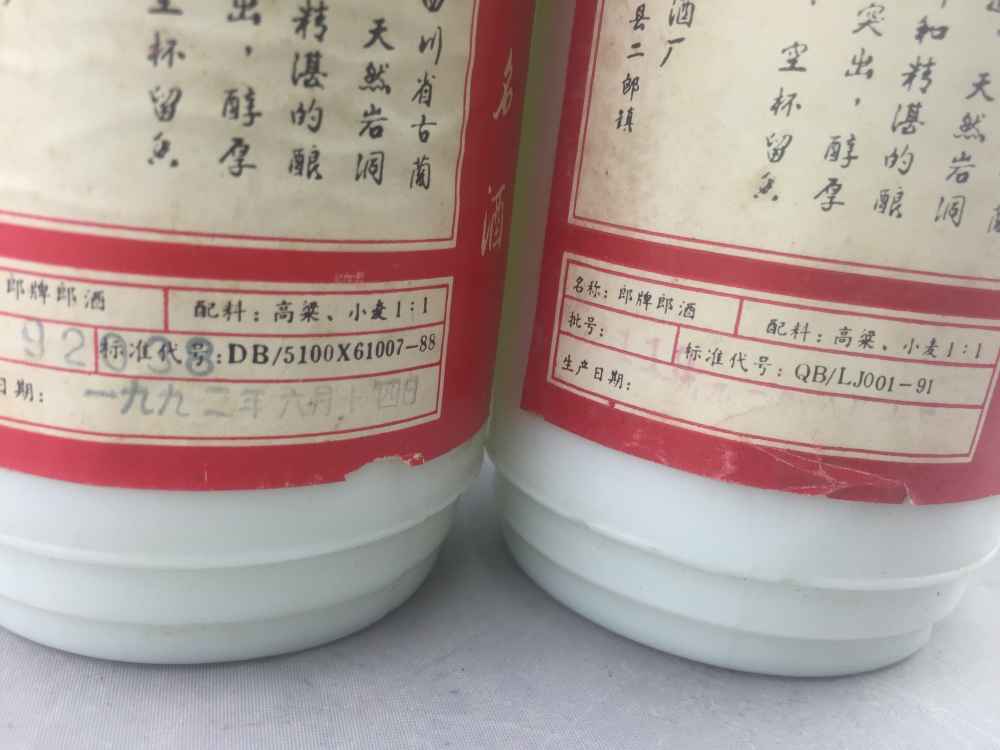 名酒
川省古蔺
天然岩洞
精湛的酿
出，醇厚
空杯留香
郎牌郎酒
配料：高粱、小麦1：1
92 038
标准代号：DB/5100X61007-88
日期：
一九九二年六月十四日
天然
和精湛的酿
岩洞
突出，醇厚
空杯留香
酒厂
县二郎镇
名称：郎牌郎酒
配料：高粱、小麦1：1
批号：
标准代号：QB/LJ001-91
生产日期：